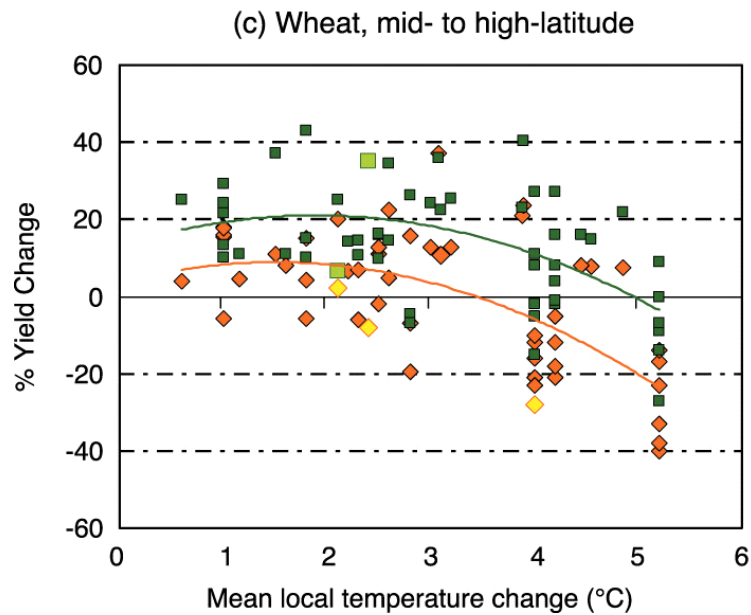 (c) Wheat, mid- to high-latitude
60
40
20
0
-20
-40
-60
% Yield Change
0 1 2 3 4 5 6
Mean local temperature change (°C)